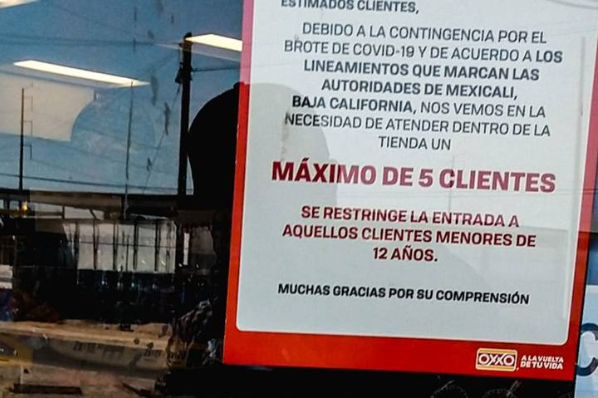 ESTIMADOS CLIENTES,
DEBIDO A LA CONTINGENCIA POR EL
BROTE DE COVID-19 Y DE ACUERDO A LOS
LINEAMIENTOS QUE MARCAN LAS
AUTORIDADES DE MEXICALI,
BAJA CALIFORNIA, NOS VEMOS EN LA
NECESIDAD DE ATENDER DENTRO DE LA
TIENDA UN
MÁXIMO DE 5 CLIENTES
SE RESTRINGE LA ENTRADA A
AQUELLOS CLIENTES MENORES DE
12 AÑOS.
MUCHAS GRACIAS POR SU COMPRENSIÓN
OXXO A LA VUELTA
DE TU VIDA